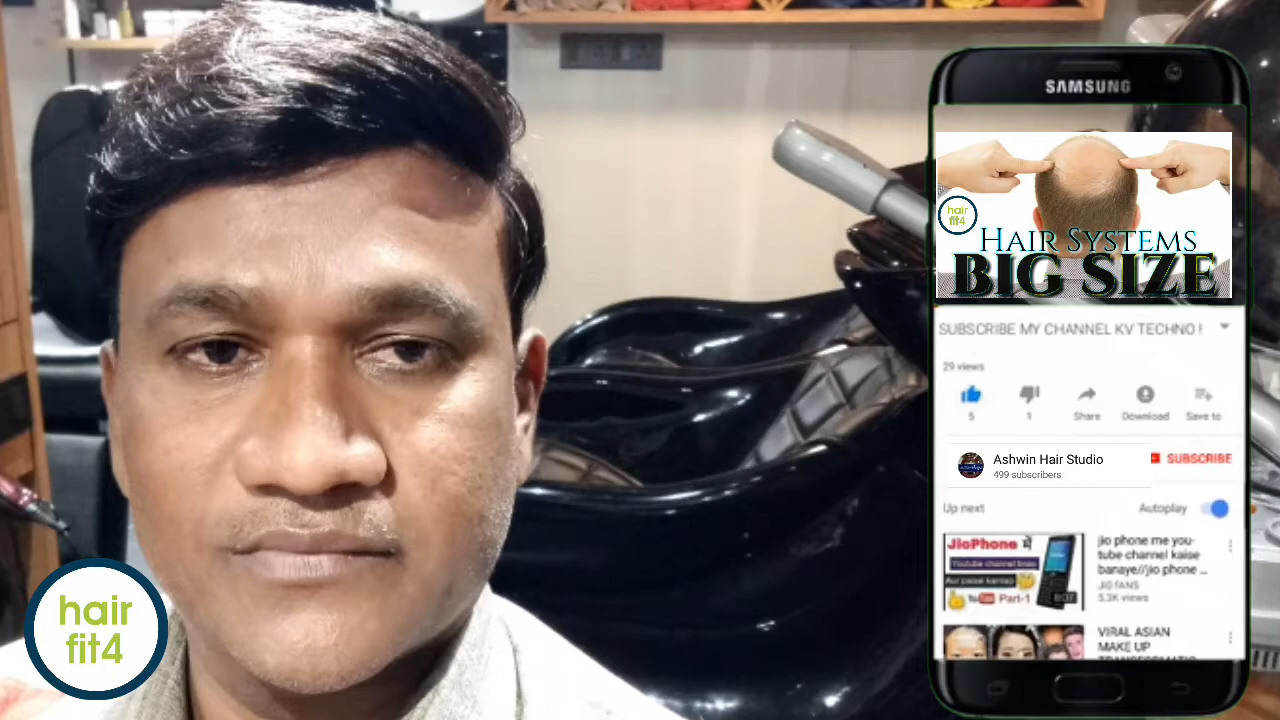 hair
fit4
SAMSUNG
hair
fit4
HAIR SYSTEMS
BIG SIZE
SUBSCRIBE MY CHANNEL KV TECHNO !
29 views
5
1
Share
Download
Save to
Ashwin Hair Studio
499 subscribers
SUBSCRIBE
Up next
Autoplay
JioPhone में
Youtube channel
Aur paise
Part-1
jio phone me you-
tube channel kaise
banaye//jio phone ...
JIO FANS
5.3K views
VIRAL ASIAN
MAKE UP